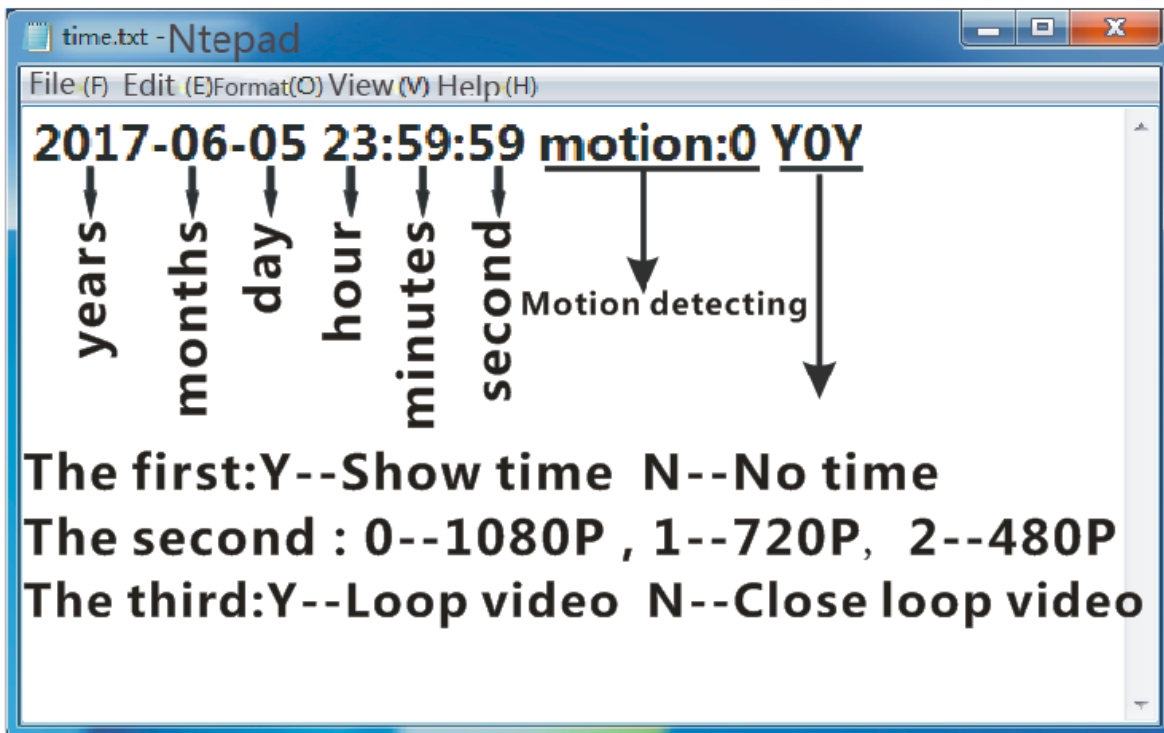 time.txt - Ntepad
File (F) Edit (E)Format(O) View (V) Help (H)
2017-06-05 23:59:59 motion:0 Y0Y
years
months
day
hour
minutes
second
Motion detecting
The first:Y--Show time N--No time
The second : 0--1080P , 1--720P, 2--480P
The third:Y--Loop video N--Close loop video